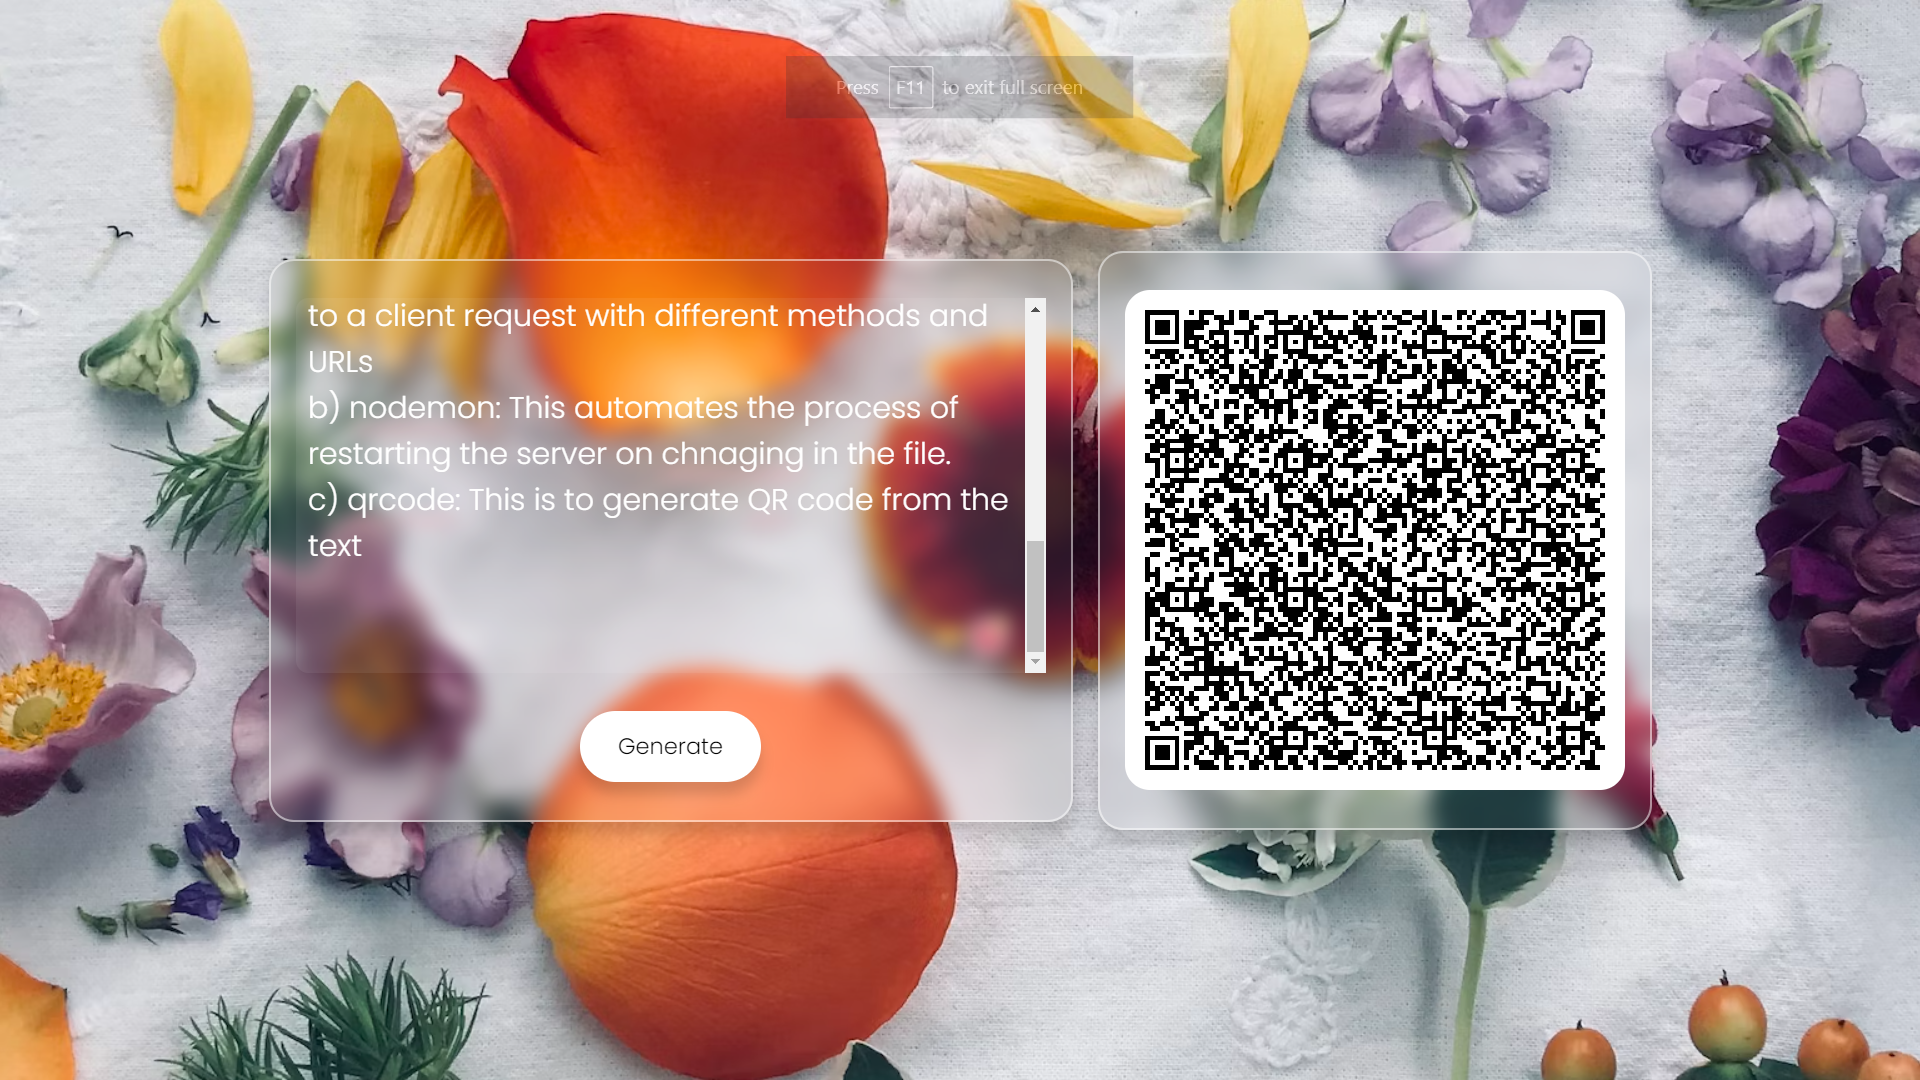 Press F11 to exit full screen
to a client request with different methods and
URLs
b) nodemon: This automates the process of
restarting the server on chnaging in the file.
c) qrcode: This is to generate QR code from the
text
Generate